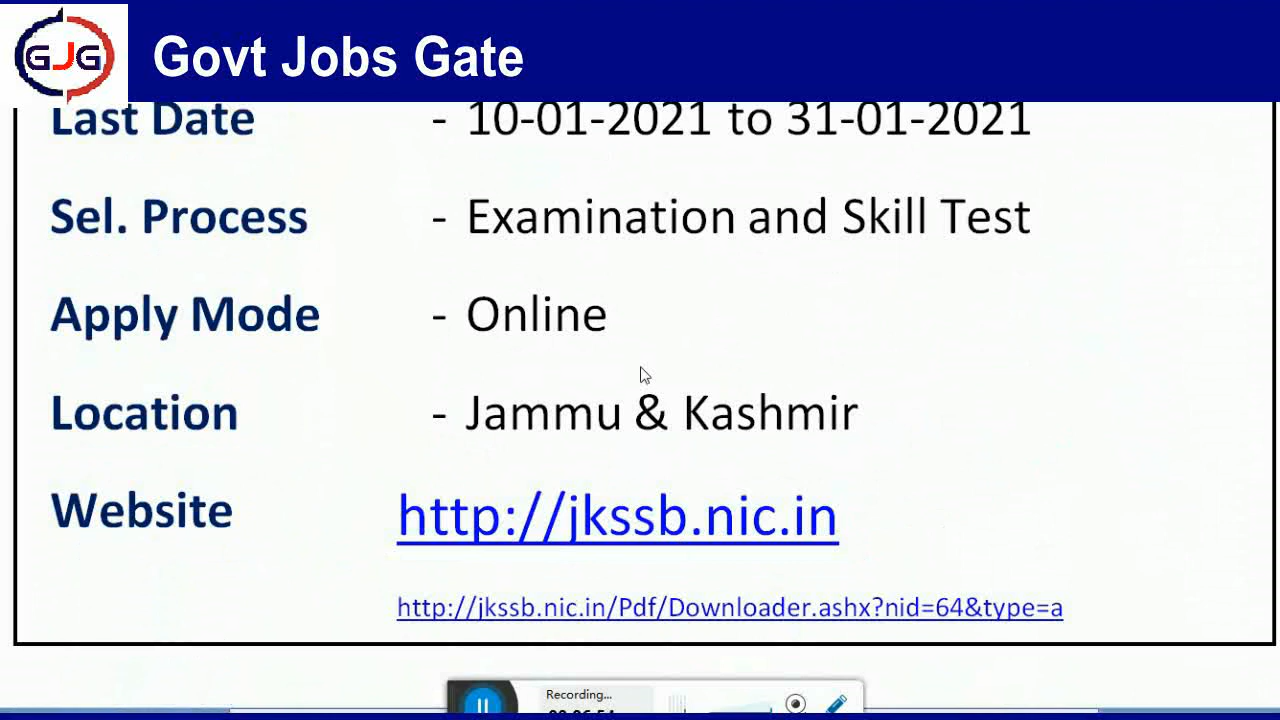 GJG
Govt Jobs Gate
Last Date - 10-01-2021 to 31-01-2021
Sel. Process - Examination and Skill Test
Apply Mode - Online
Location - Jammu & Kashmir
Website http://jkssb.nic.in
http://jkssb.nic.in/Pdf/Downloader.ashx?nid=64&type=a
Recording...